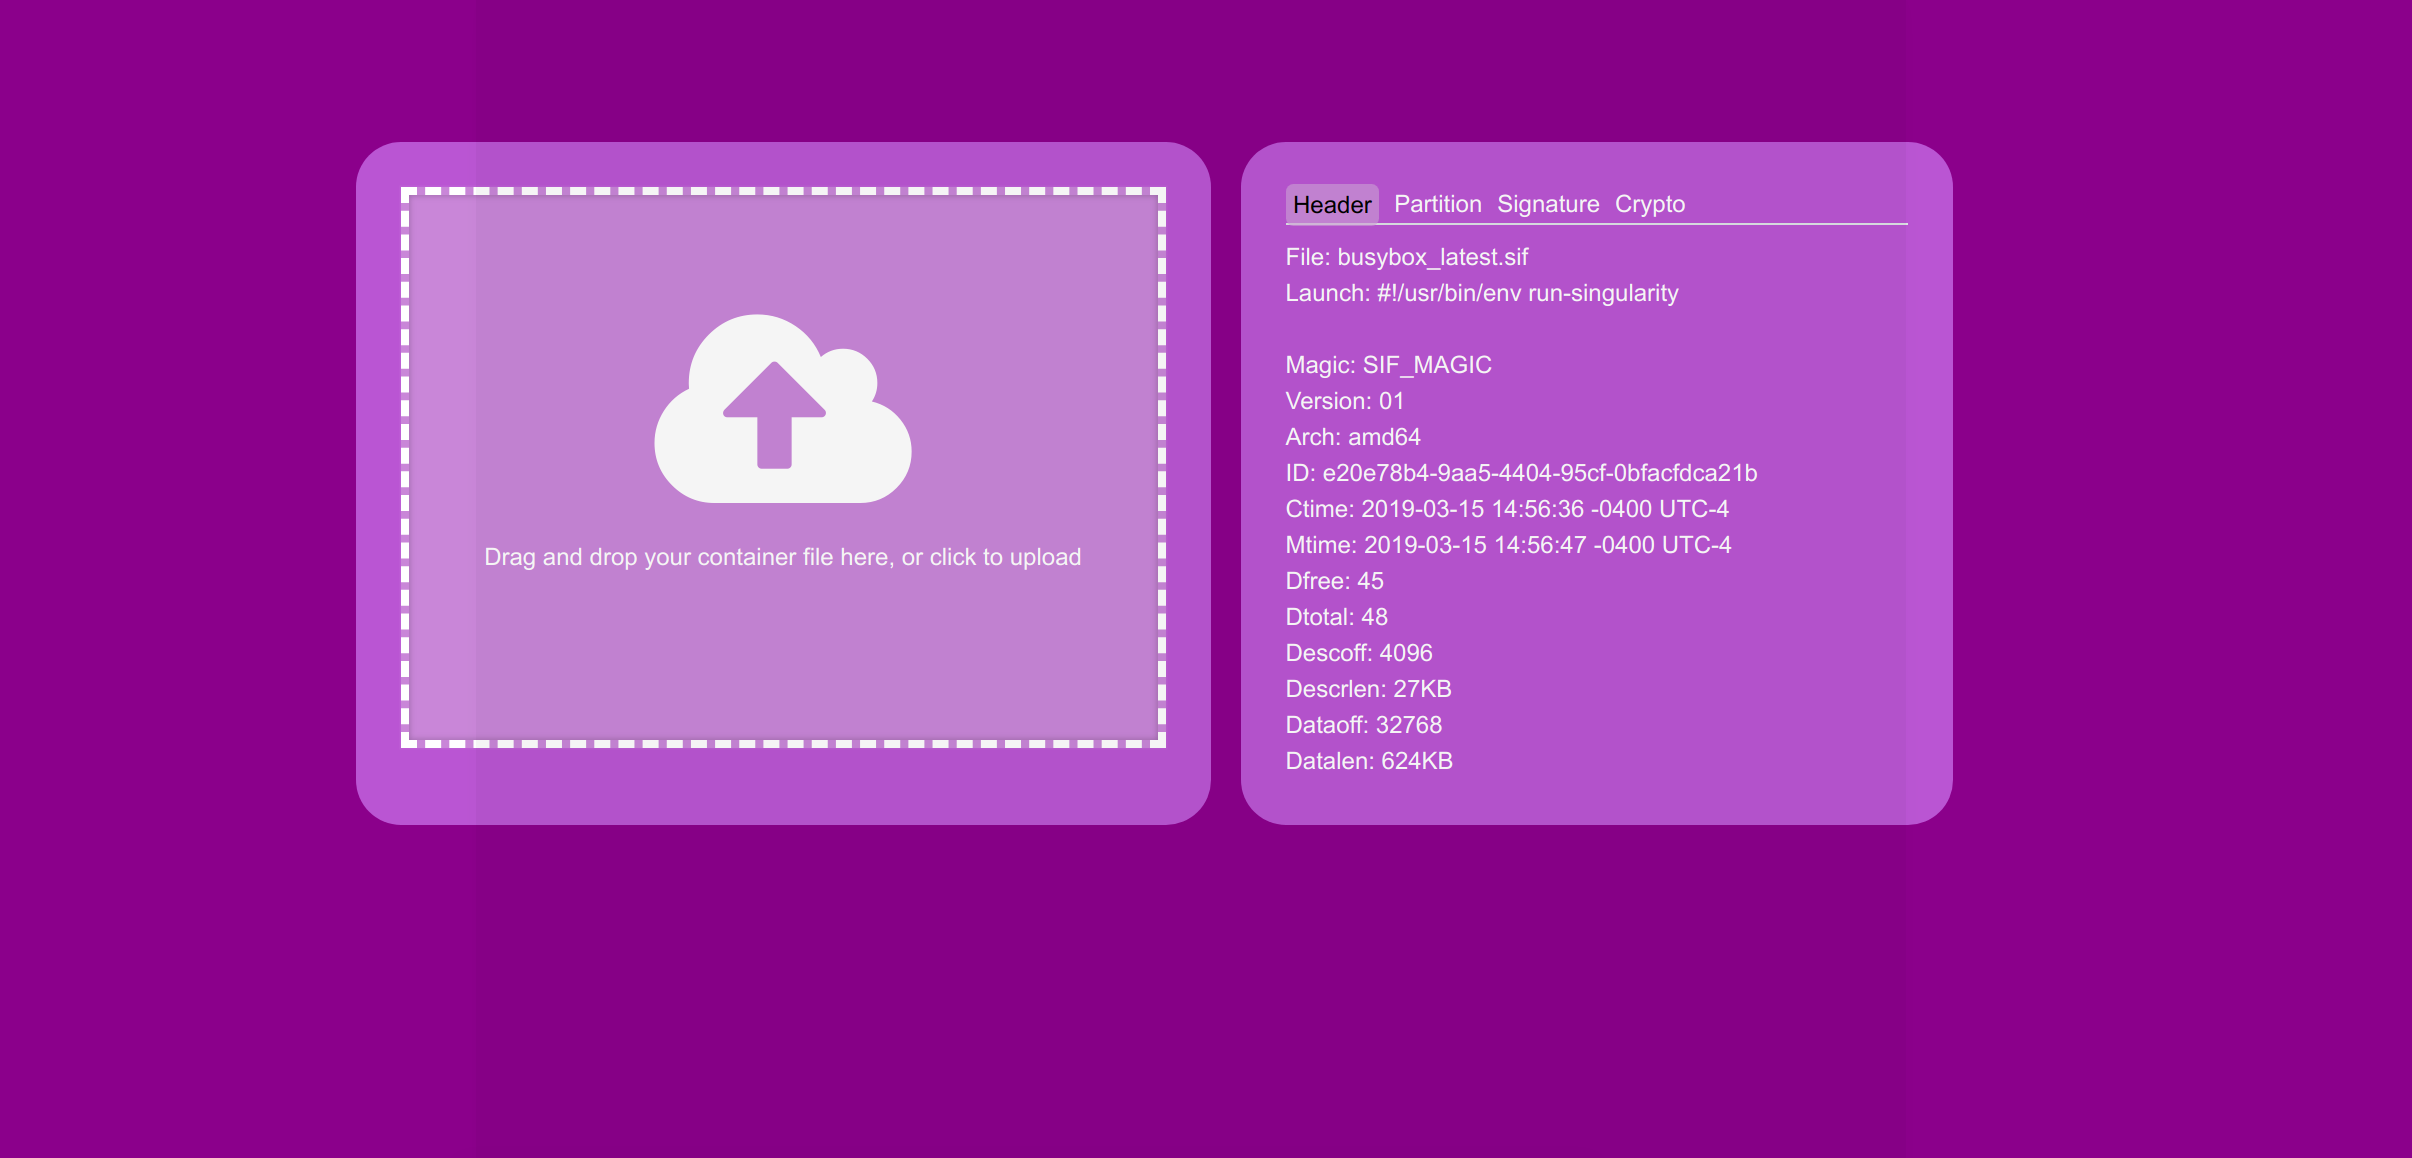 Drag and drop your container file here, or click to upload
Header Partition Signature Crypto
File: busybox_latest.sif
Launch: #!/usr/bin/env run-singularity
Magic: SIF_MAGIC
Version: 01
Arch: amd64
ID: e20e78b4-9aa5-4404-95cf-0bfacfdca21b
Ctime: 2019-03-15 14:56:36 -0400 UTC-4
Mtime: 2019-03-15 14:56:47 -0400 UTC-4
Dfree: 45
Dtotal: 48
Descoff: 4096
Descrlen: 27KB
Dataoff: 32768
Datalen: 624KB